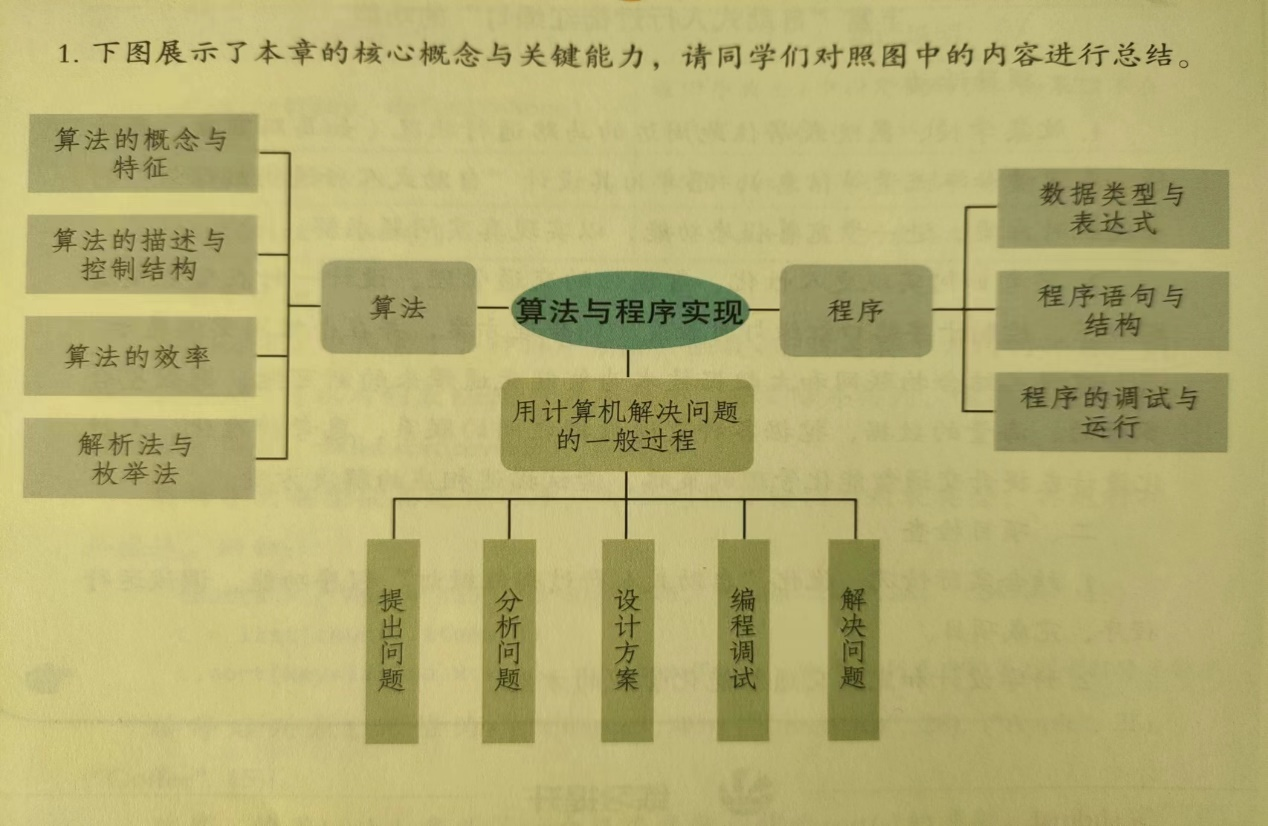 1. 下图展示了本章的核心概念与关键能力，请同学们对照图中的内容进行总结。
算法的概念与
特征
算法的描述与
控制结构
算法的效率
解析法与
枚举法
算法
算法与程序实现
程序
数据类型与
表达式
程序语句与
结构
程序的调试与
运行
用计算机解决问题
的一般过程
提出问题
分析问题
设计方案
编程调试
解决问题